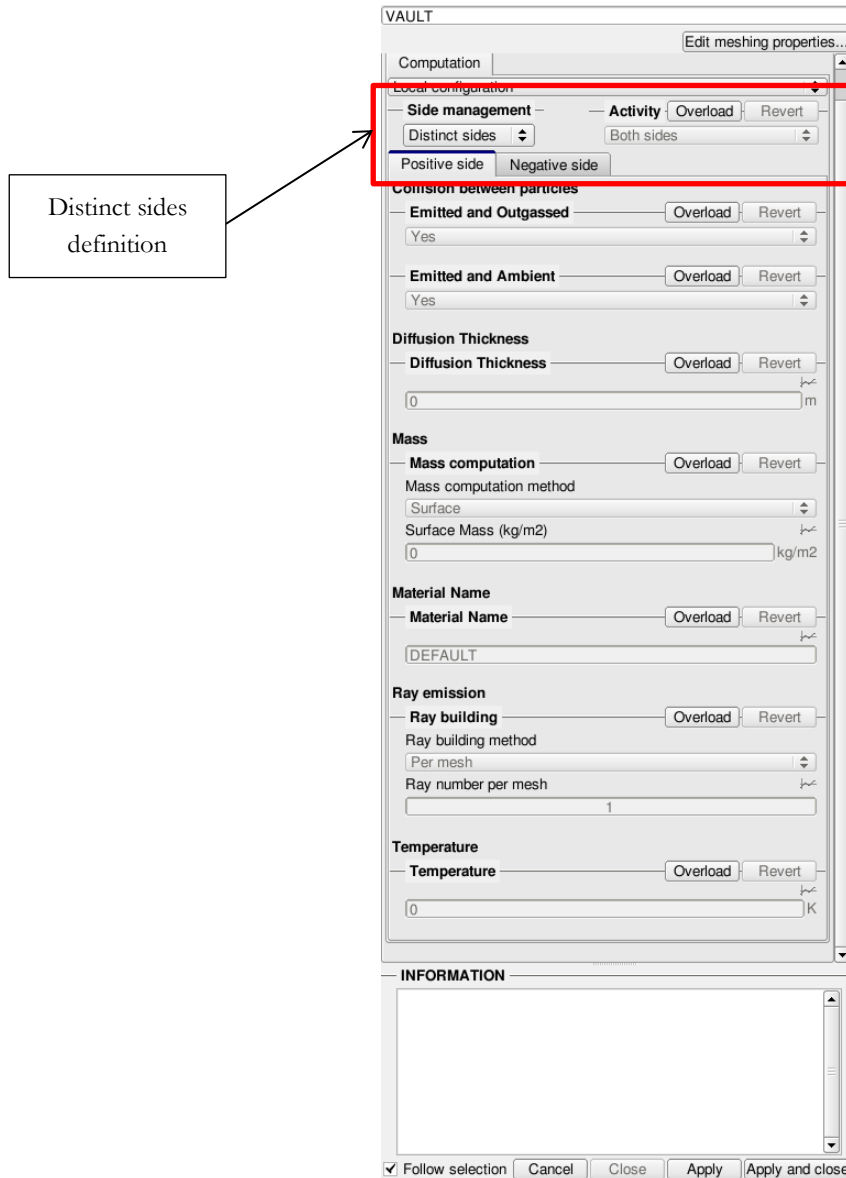 VAULT
Edit meshing properties...
Computation
Local configuration
Side management
Activity Overload Revert
Distinct sides
Both sides
Positive side Negative side
Distinct sides
definition
Collision between particles
Emitted and Outgassed Overload Revert
Yes
Emitted and Ambient Overload Revert
Yes
Diffusion Thickness
Diffusion Thickness Overload Revert
0 m
Mass
Mass computation Overload Revert
Mass computation method
Surface
Surface Mass (kg/m2)
0 kg/m2
Material Name
Material Name Overload Revert
DEFAULT
Ray emission
Ray building Overload Revert
Ray building method
Per mesh
Ray number per mesh
1
Temperature
Temperature Overload Revert
0 K
INFORMATION
Follow selection Cancel Close Apply Apply and close